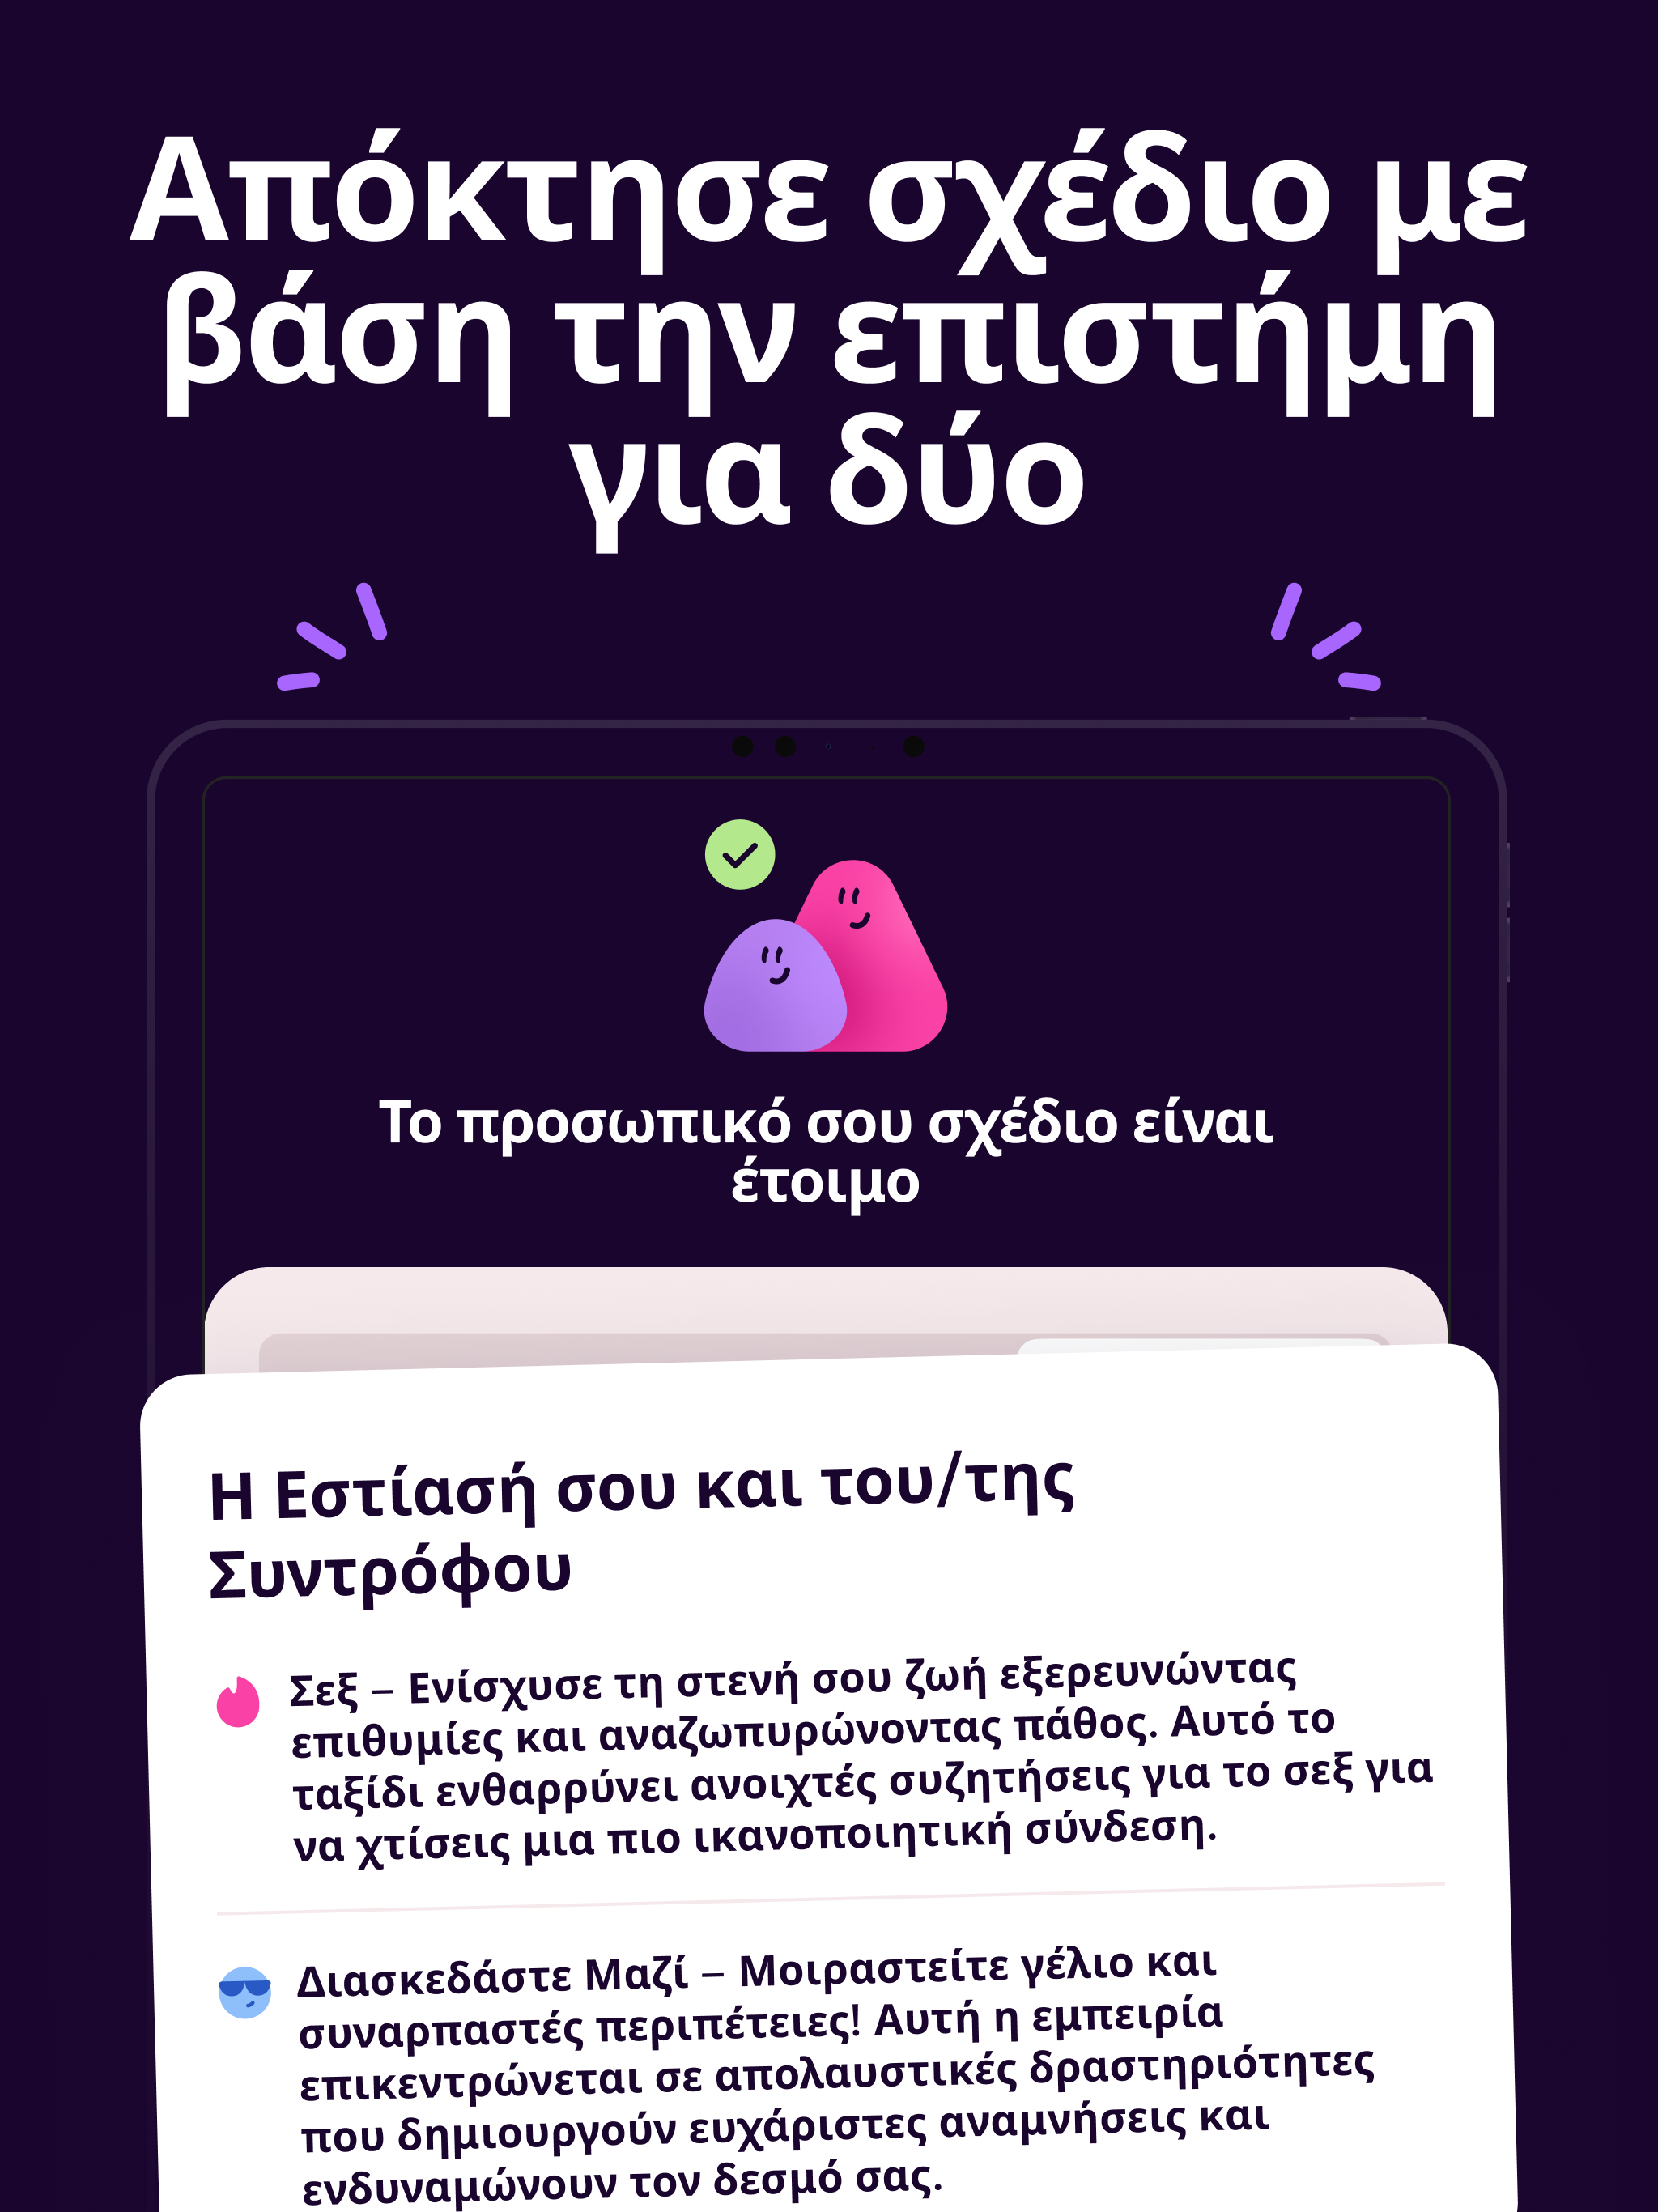 Απόκτησε σχέδιο με
βάση την επιστήμη
για δύο
Το προσωπικό σου σχέδιο είναι
έτοιμο
Η Εστίασή σου και του/της
Συντρόφου
Σεξ – Ενίσχυσε τη στενή σου ζωή εξερευνώντας
επιθυμίες και αναζωπυρώνοντας πάθος. Αυτό το
ταξίδι ενθαρρύνει ανοιχτές συζητήσεις για το σεξ για
να χτίσεις μια πιο ικανοποιητική σύνδεση.
Διασκεδάστε Μαζί – Μοιραστείτε γέλιο και
συναρπαστές περιπέτειες! Αυτή η εμπειρία
επικεντρώνεται σε απολαυστικές δραστηριότητες
που δημιουργούν ευχάριστες αναμνήσεις και
ενδυναμώνουν τον δεσμό σας.